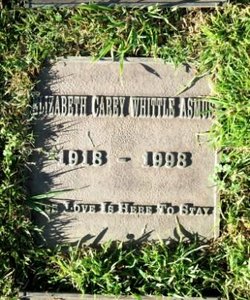 ELIZABETH CAREY WHITTLE ASMUS
1918 - 1998
LOVE IS HERE TO STAY